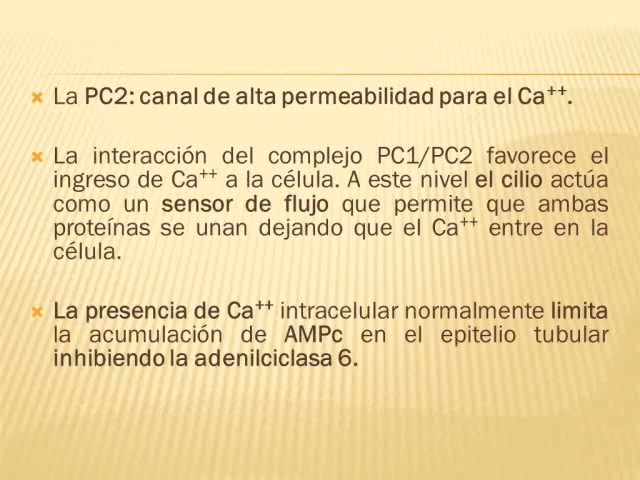 La PC2: canal de alta permeabilidad para el Ca⁺⁺.
La interacción del complejo PC1/PC2 favorece el
ingreso de Ca⁺⁺ a la célula. A este nivel el cilio actúa
como un sensor de flujo que permite que ambas
proteínas se unan dejando que el Ca⁺⁺ entre en la
célula.
La presencia de Ca⁺⁺ intracelular normalmente limita
la acumulación de AMPc en el epitelio tubular
inhibiendo la adenilciclasa 6.